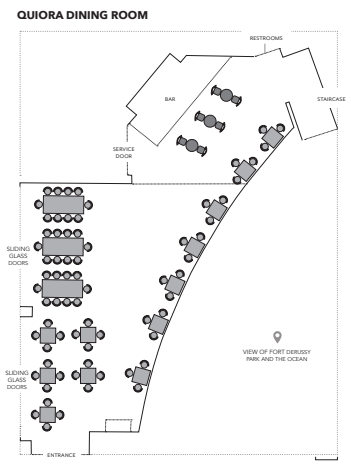 QUIORA DINING ROOM
RESTROOMS
BAR
STAIRCASE
SERVICE
DOOR
SLIDING
GLASS
DOORS
VIEW OF FORT DERUSSY
PARK AND THE OCEAN
SLIDING
GLASS
DOORS
ENTRANCE